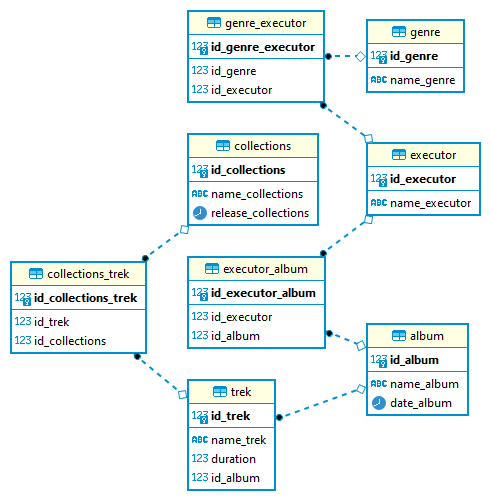 genre_executor
123 id_genre_executor
123 id_genre
123 id_executor
genre
123 id_genre
ABC name_genre
collections
123 id_collections
ABC name_collections
release_collections
executor
123 id_executor
ABC name_executor
collections_trek
123 id_collections_trek
123 id_trek
123 id_collections
executor_album
123 id_executor_album
123 id_executor
123 id_album
album
123 id_album
ABC name_album
date_album
trek
123 id_trek
ABC name_trek
123 duration
123 id_album